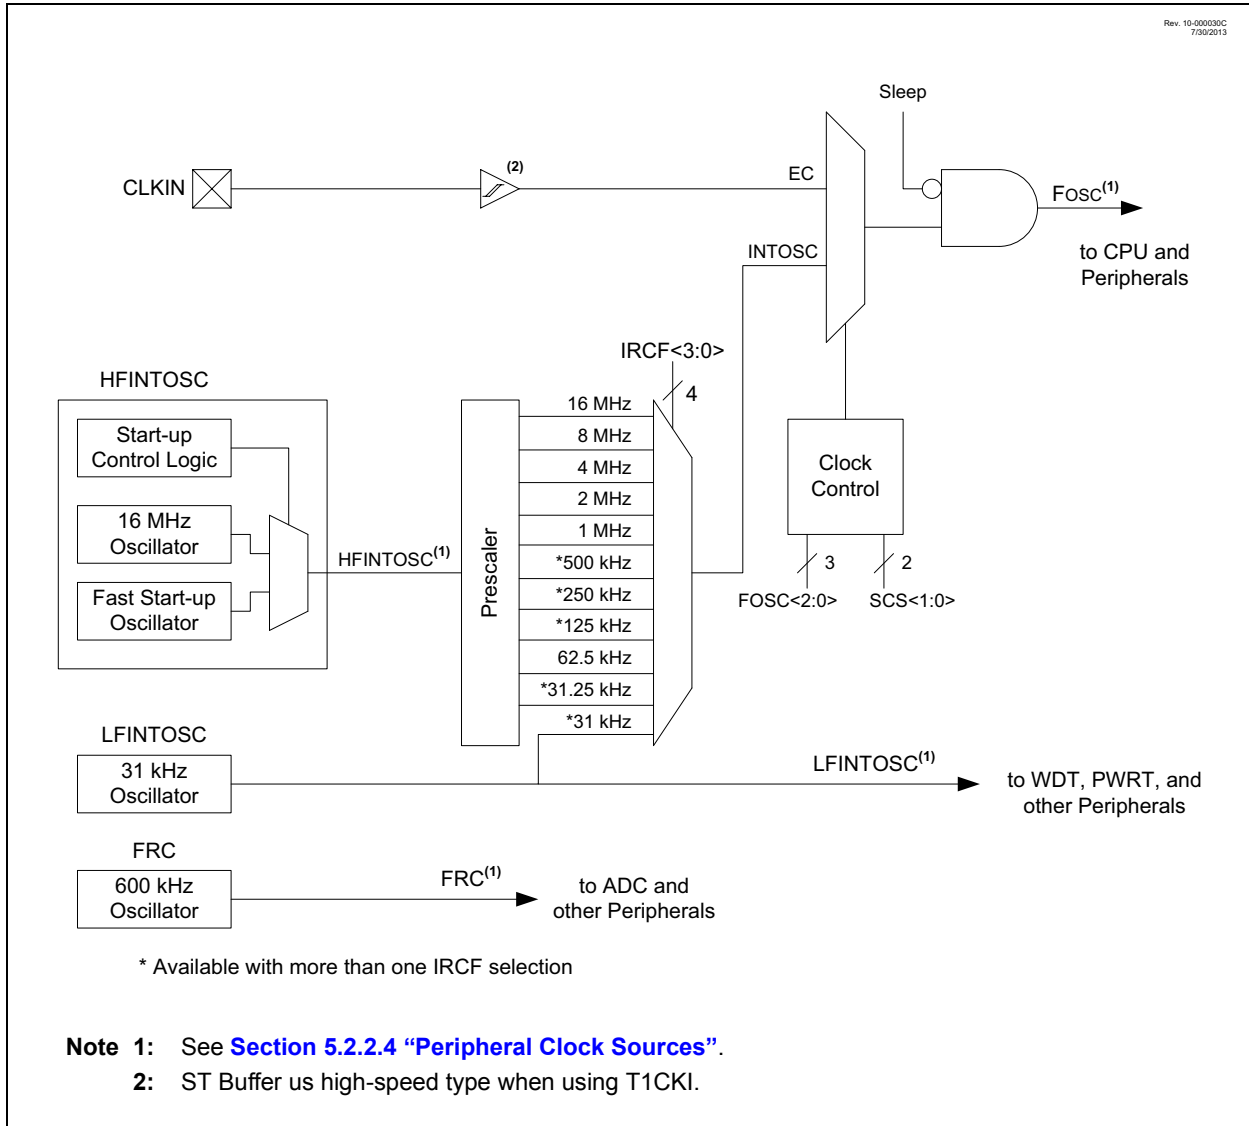 Rev. 10-000030C
7/30/2013
Sleep
(2)
CLKIN
EC
FOSC(1)
to CPU and
Peripherals
INTOSC
IRCF<3:0>
4
HFINTOSC
Start-up
Control Logic
16 MHz
Oscillator
Fast Start-up
Oscillator
HFINTOSC(1)
Prescaler
16 MHz
8 MHz
4 MHz
2 MHz
1 MHz
*500 kHz
*250 kHz
*125 kHz
62.5 kHz
*31.25 kHz
*31 kHz
Clock
Control
3
2
FOSC<2:0>
SCS<1:0>
LFINTOSC
31 kHz
Oscillator
LFINTOSC(1)
to WDT, PWRT, and
other Peripherals
FRC
600 kHz
Oscillator
FRC(1)
to ADC and
other Peripherals
* Available with more than one IRCF selection
Note 1: See Section 5.2.2.4 “Peripheral Clock Sources”.
2: ST Buffer us high-speed type when using T1CKI.